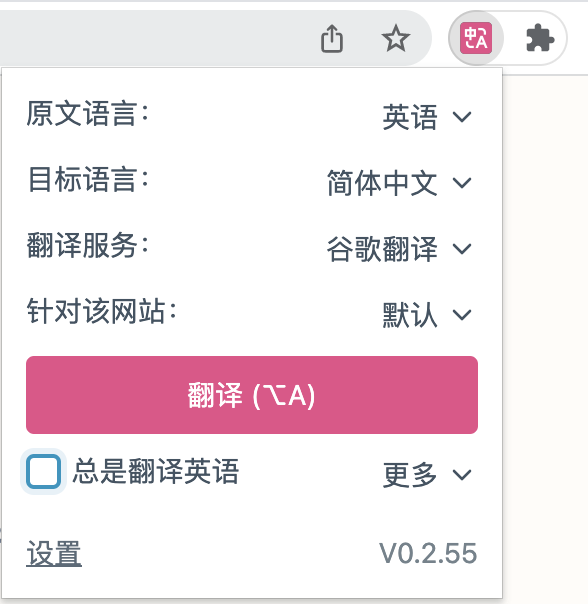 中A
原文语言： 英语
目标语言： 简体中文
翻译服务： 谷歌翻译
针对该网站： 默认
翻译 (⌥A)
总是翻译英语 更多
设置 V0.2.55